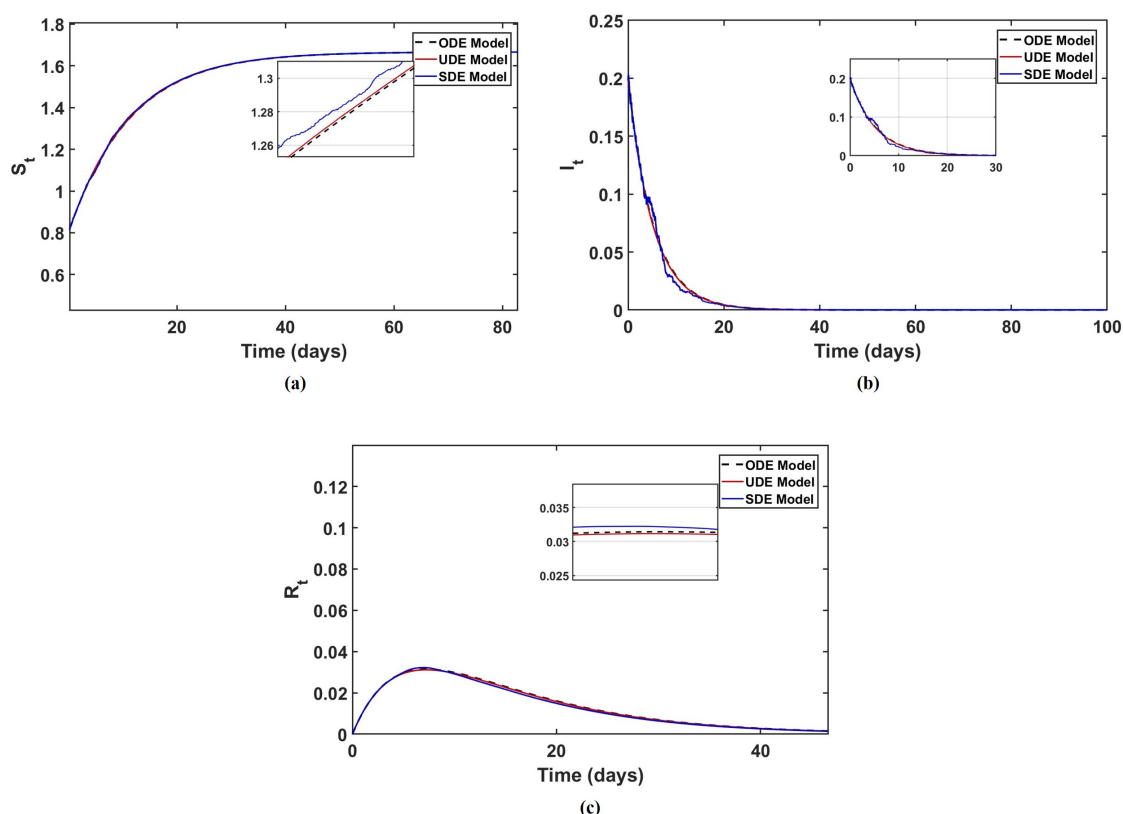 1.8
1.6
1.4
1.2
1
1.8
1.6
S_t
20
40
60
80
Time (days)
ODE Model
UDE Model
SDE Model
1.3
1.28
1.26
(a)
0.25
0.2
0.15
0.1
0.05
0
I_t
0
20
40
60
80
100
Time (days)
ODE Model
UDE Model
SDE Model
0.2
0.1
0
0
10
20
30
(b)
0.12
0.1
0.08
0.06
0.04
0.02
0
R_t
0
20
40
Time (days)
ODE Model
UDE Model
SDE Model
0.035
0.03
0.025
(c)